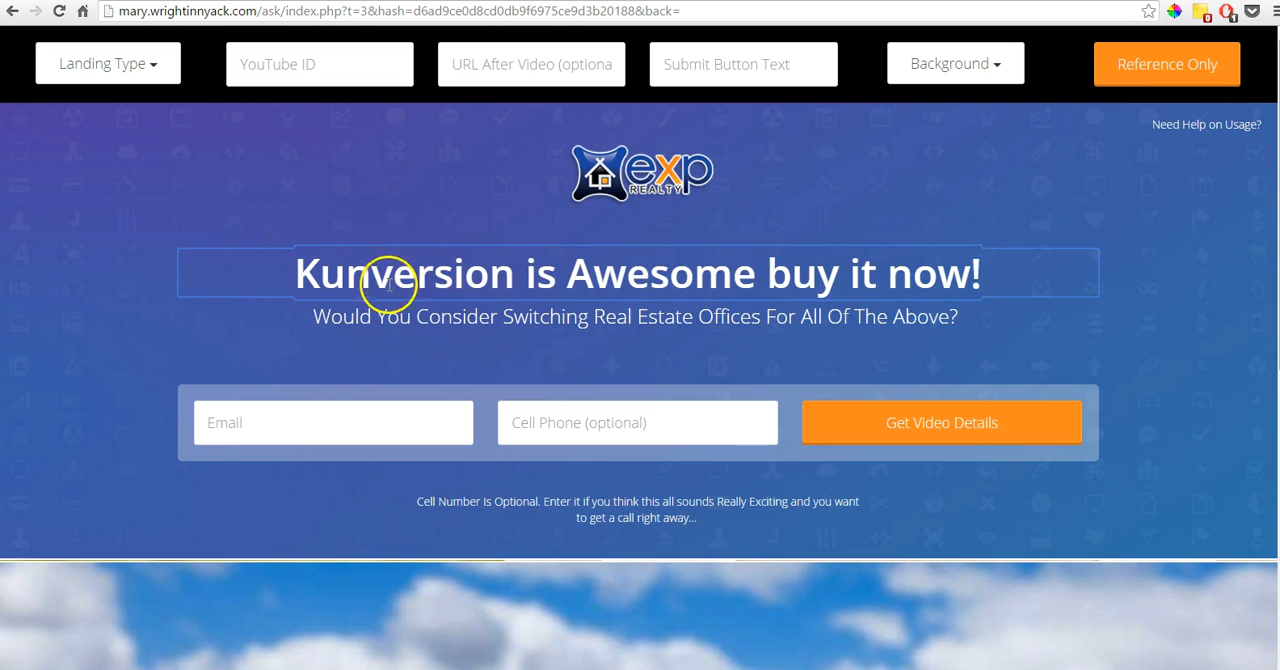 mary.wrightinnyack.com/ask/index.php?t=3&hash=d6ad9ce0d8cd0db9f6975ce9d3b20188&back=
0
1
Landing Type
YouTube ID
URL After Video (optiona
Submit Button Text
Background
Reference Only
Need Help on Usage?
exp
REALTY
Kunversion is Awesome buy it now!
Would You Consider Switching Real Estate Offices For All Of The Above?
Email
Cell Phone (optional)
Get Video Details
Cell Number Is Optional. Enter it if you think this all sounds Really Exciting and you want
to get a call right away...